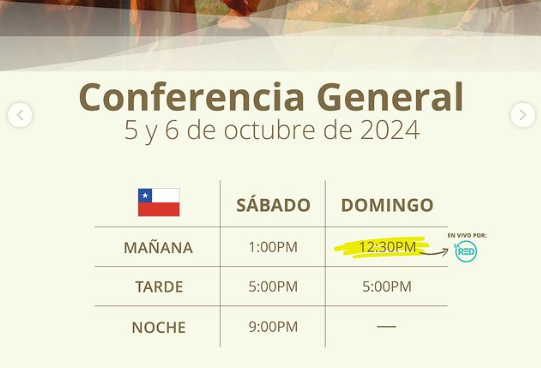 Conferencia General
5 y 6 de octubre de 2024
SÁBADO DOMINGO
EN VIVO POR:
MAÑANA 1:00PM 12:30PM LA RED
TARDE 5:00PM 5:00PM
NOCHE 9:00PM —